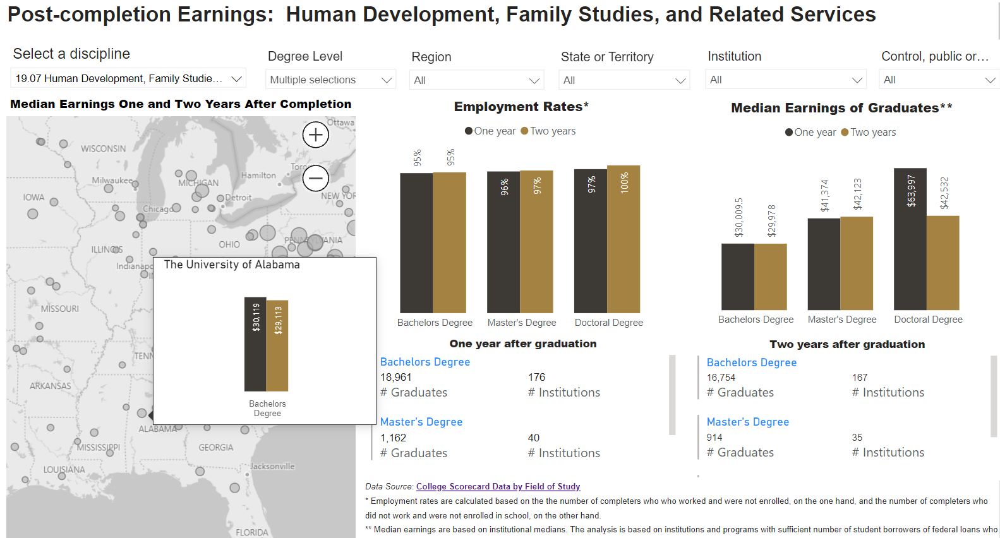 Post-completion Earnings:  Human Development, Family Studies, and Related Services
Select a discipline
Degree Level
Region
State or Territory
Institution
Control, public or…
19.07 Human Development, Family Studie…
Multiple selections
All
All
All
All
Median Earnings One and Two Years After Completion
Ottawa
WISCONSIN
Milwaukee
MICHIGAN
Hamilton
IOWA
Detroit
Chicago
NEW YOR
OHIO
ILLINOIS
Indianap
MISSOURI
TENN
ARKANSAS
ALABAMA
MISSISSIPPI
GEORGIA
LOUISIANA
Jacksonville
FLORIDA
The University of Alabama
$30,119
$29,113
Bachelors
Degree
Employment Rates*
One year
Two years
95%
95%
96%
97%
97%
100%
Bachelors Degree
Master's Degree
Doctoral Degree
Median Earnings of Graduates**
One year
Two years
$30,009.5
$29,978
$41,374
$42,123
$63,997
$42,532
Bachelors Degree
Master's Degree
Doctoral Degree
One year after graduation
Bachelors Degree
18,961
176
# Graduates
# Institutions
Master's Degree
1,162
40
# Graduates
# Institutions
Two years after graduation
Bachelors Degree
16,754
167
# Graduates
# Institutions
Master's Degree
914
35
# Graduates
# Institutions
Data Source: College Scorecard Data by Field of Study
* Employment rates are calculated based on the the number of completers who who worked and were not enrolled, on the one hand, and the number of completers who
did not work and were not enrolled in school, on the other hand.
** Median earnings are based on institutional medians. The analysis is based on institutions and programs with sufficient number of student borrowers of federal loans who